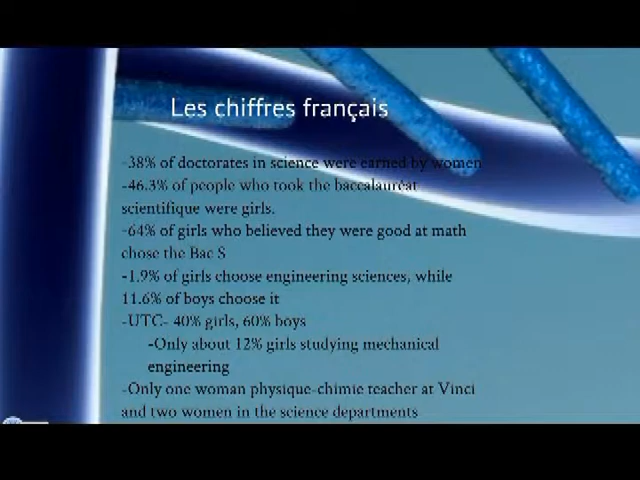 Les chiffres français
-38% of doctorates in science were earned by women
-46.3% of people who took the baccalauréat
scientifique were girls.
-64% of girls who believed they were good at math
chose the Bac S
-1.9% of girls choose engineering sciences, while
11.6% of boys choose it
-UTC- 40% girls, 60% boys
-Only about 12% girls studying mechanical
engineering
-Only one woman physique-chimie teacher at Vinci
and two women in the science departments